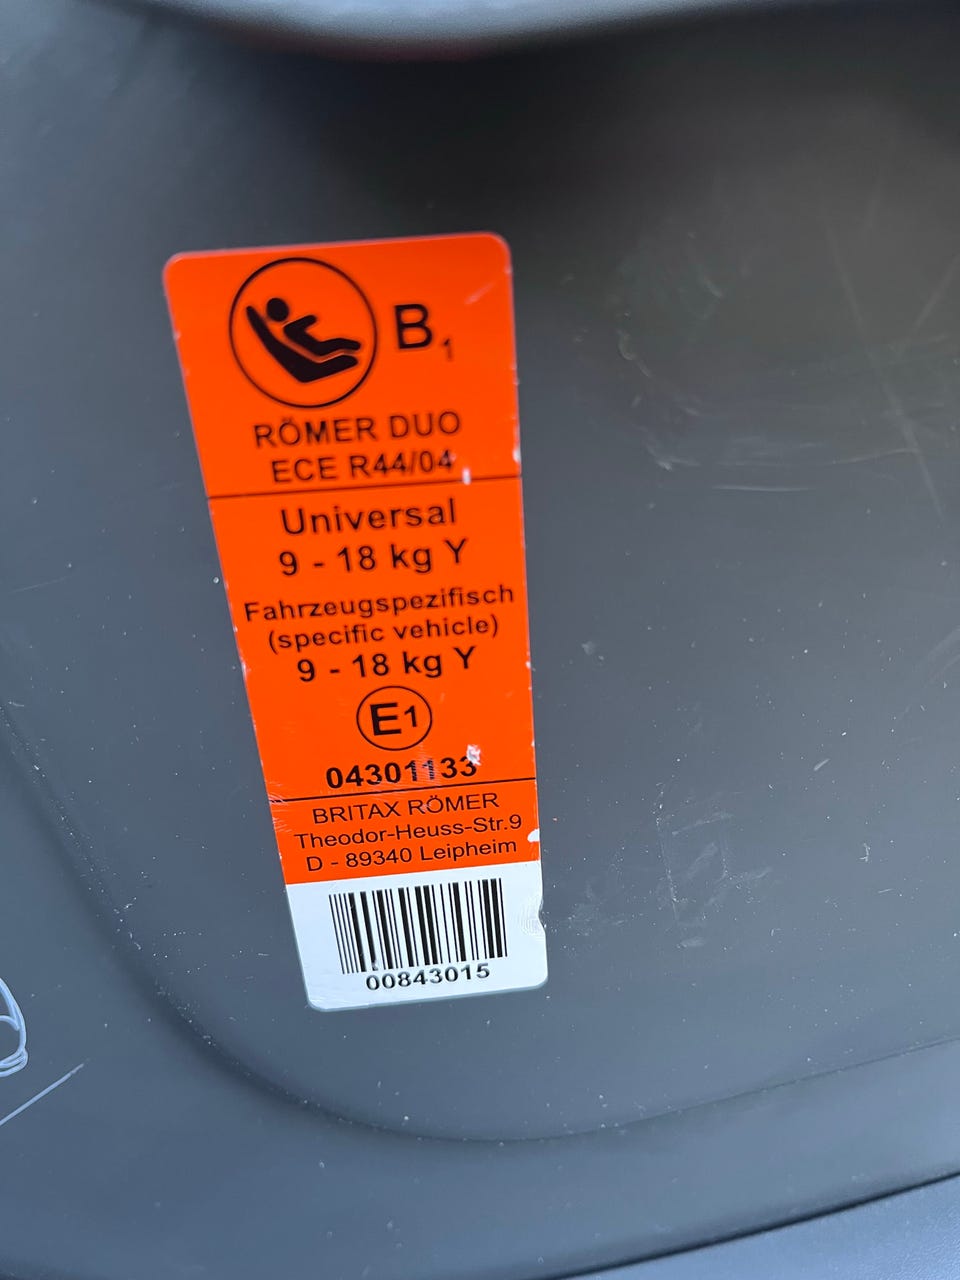 B1
RÖMER DUO
ECE R44/04
Universal
9 - 18 kg Y
Fahrzeugspezifisch
(specific vehicle)
9 - 18 kg Y
E1
04301133
BRITAX RÖMER
Theodor-Heuss-Str.9
D - 89340 Leipheim
00843015